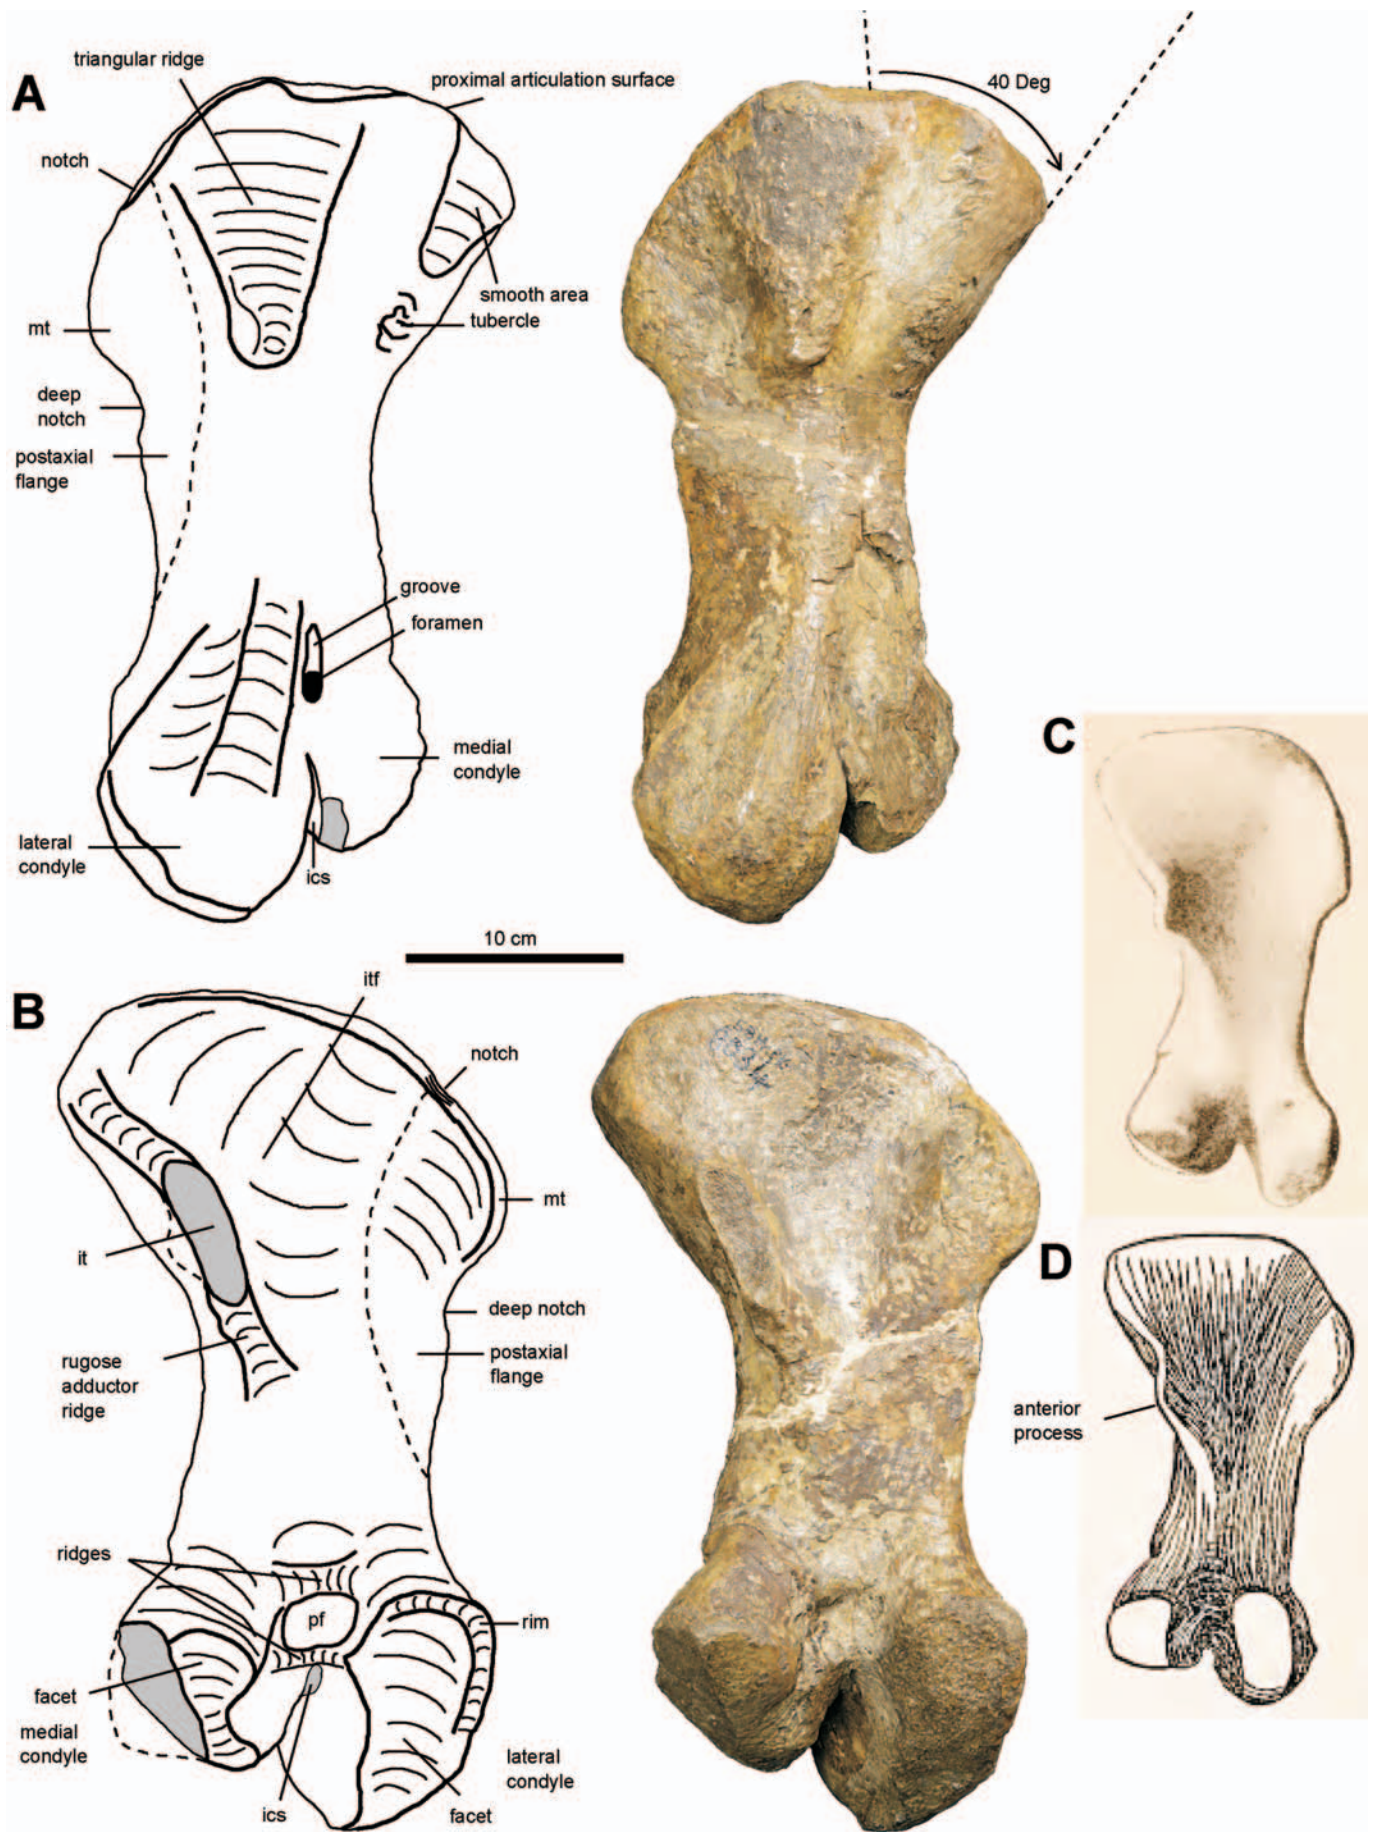 A
triangular ridge
proximal articulation surface
40 Deg
notch
smooth area
tubercle
mt
deep
notch
postaxial
flange
groove
foramen
medial
condyle
lateral
condyle
ics
10 cm
B
itf
notch
mt
it
deep notch
postaxial
flange
rugose
adductor
ridge
ridges
pf
rim
facet
medial
condyle
lateral
condyle
ics
facet
C
D
anterior
process